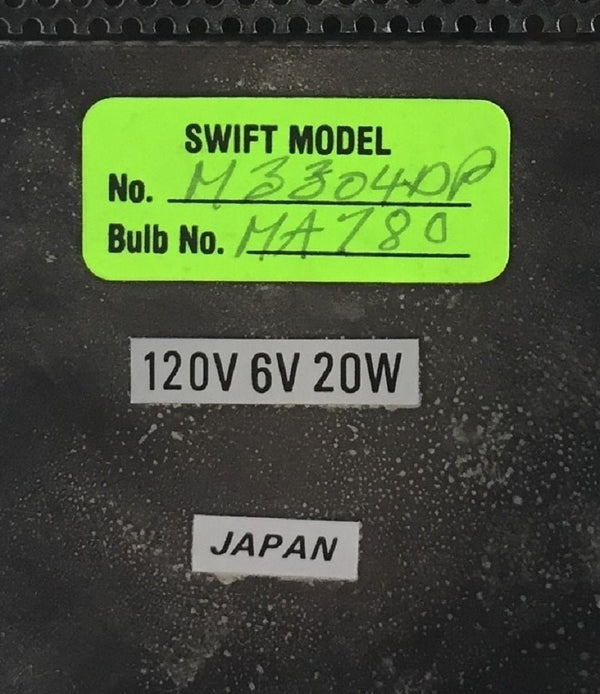 SWIFT MODEL
No. M3304DP
Bulb No. MA780
120V 6V 20W
JAPAN